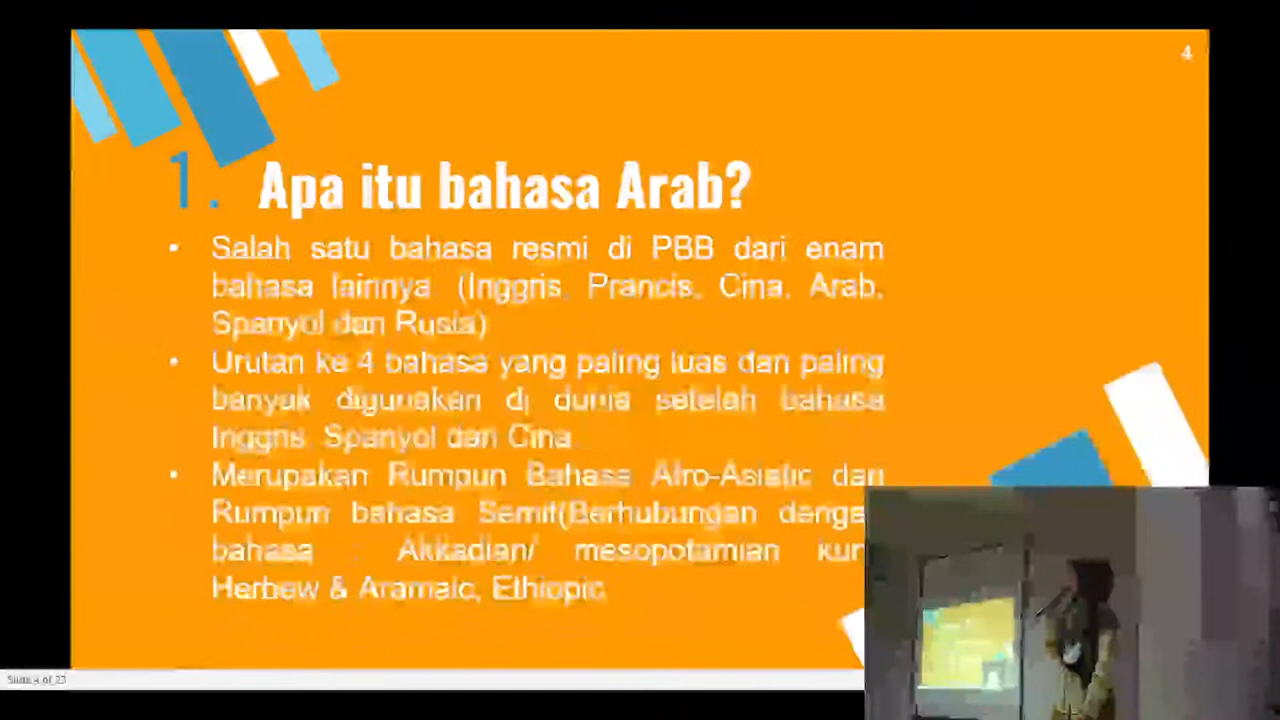 4
1. Apa itu bahasa Arab?
• Salah satu bahasa resmi di PBB dari enam
bahasa lainnya (Inggris, Prancis, Cina, Arab,
Spanyol dan Rusia)
• Urutan ke 4 bahasa yang paling luas dan paling
banyak digunakan di dunia setelah bahasa
Inggris, Spanyol dan Cina
• Merupakan Rumpun Bahasa Afro-Asiatic dan
Rumpun bahasa Semit(Berhubungan
bahasa : Akkadian/ mesopotamian
Herbew & Aramaic, Ethiopic
Slide 4 of 23